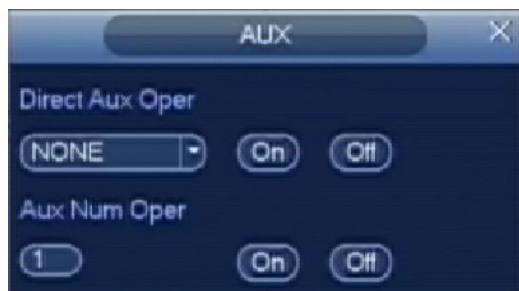 AUX
Direct Aux Oper
NONE On Off
Aux Num Oper
1 On Off